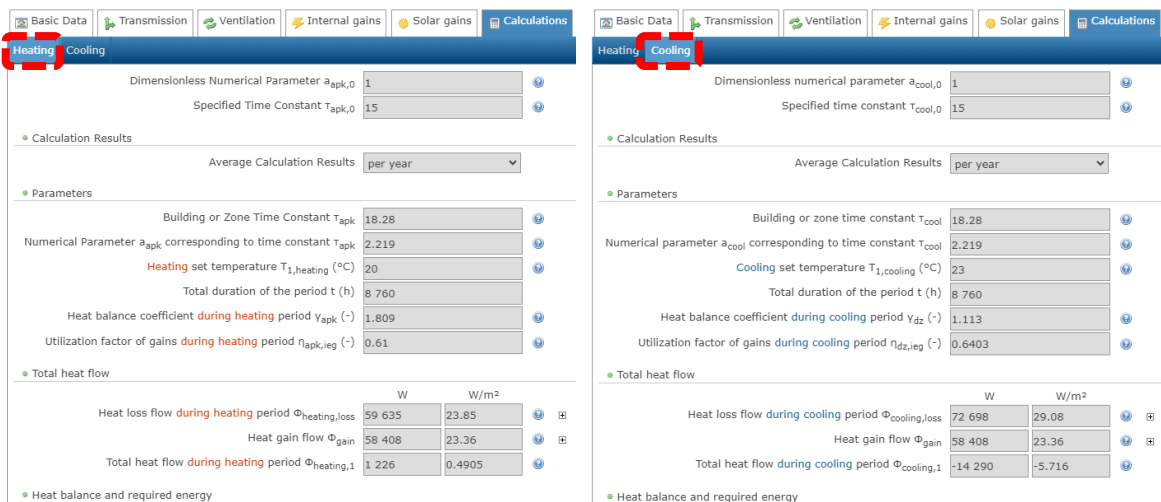 Basic Data Transmission Ventilation Internal gains Solar gains Calculations
Heating Cooling
Dimensionless Numerical Parameter aapk,0 1
Specified Time Constant τapk,0 15
Calculation Results
Average Calculation Results per year
Parameters
Building or Zone Time Constant τapk 18.28
Numerical Parameter aapk corresponding to time constant τapk 2.219
Heating set temperature T1,heating (°C) 20
Total duration of the period t (h) 8 760
Heat balance coefficient during heating period γapk (-) 1.809
Utilization factor of gains during heating period ηapk,ieg (-) 0.61
Total heat flow
W W/m²
Heat loss flow during heating period Φheating,loss 59 635 23.85
Heat gain flow Φgain 58 408 23.36
Total heat flow during heating period Φheating,1 1 226 0.4905
Heat balance and required energy
Basic Data Transmission Ventilation Internal gains Solar gains Calculations
Heating Cooling
Dimensionless numerical parameter acool,0 1
Specified time constant τcool,0 15
Calculation Results
Average Calculation Results per year
Parameters
Building or zone time constant τcool 18.28
Numerical parameter acool corresponding to time constant τcool 2.219
Cooling set temperature T1,cooling (°C) 23
Total duration of the period t (h) 8 760
Heat balance coefficient during cooling period γdz (-) 1.113
Utilization factor of gains during cooling period ηdz,ieg (-) 0.6403
Total heat flow
W W/m²
Heat loss flow during cooling period Φcooling,loss 72 698 29.08
Heat gain flow Φgain 58 408 23.36
Total heat flow during cooling period Φcooling,1 -14 290 -5.716
Heat balance and required energy